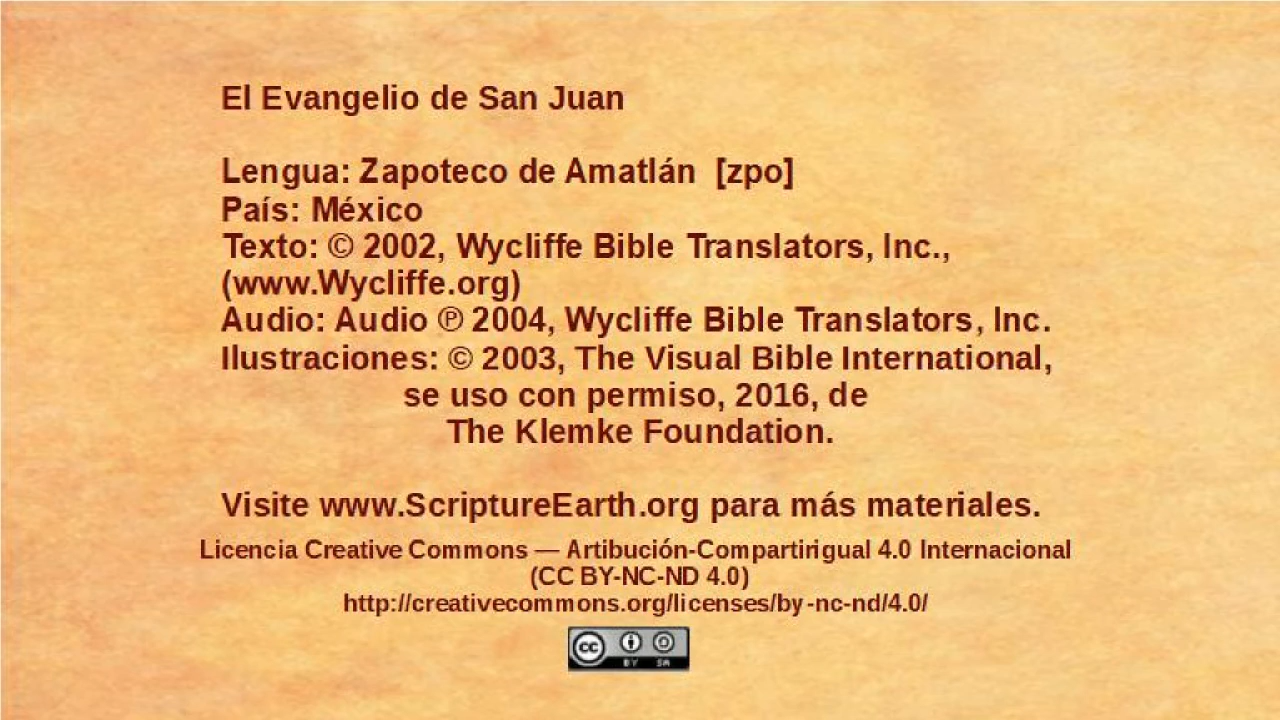 El Evangelio de San Juan
Lengua: Zapoteco de Amatlán [zpo]
País: México
Texto: © 2002, Wycliffe Bible Translators, Inc.,
(www.Wycliffe.org)
Audio: Audio ℗ 2004, Wycliffe Bible Translators, Inc.
Ilustraciones: © 2003, The Visual Bible International,
se uso con permiso, 2016, de
The Klemke Foundation.
Visite www.ScriptureEarth.org para más materiales.
Licencia Creative Commons — Artibución-Compartirigual 4.0 Internacional
(CC BY-NC-ND 4.0)
http://creativecommons.org/licenses/by-nc-nd/4.0/
cc BY SA